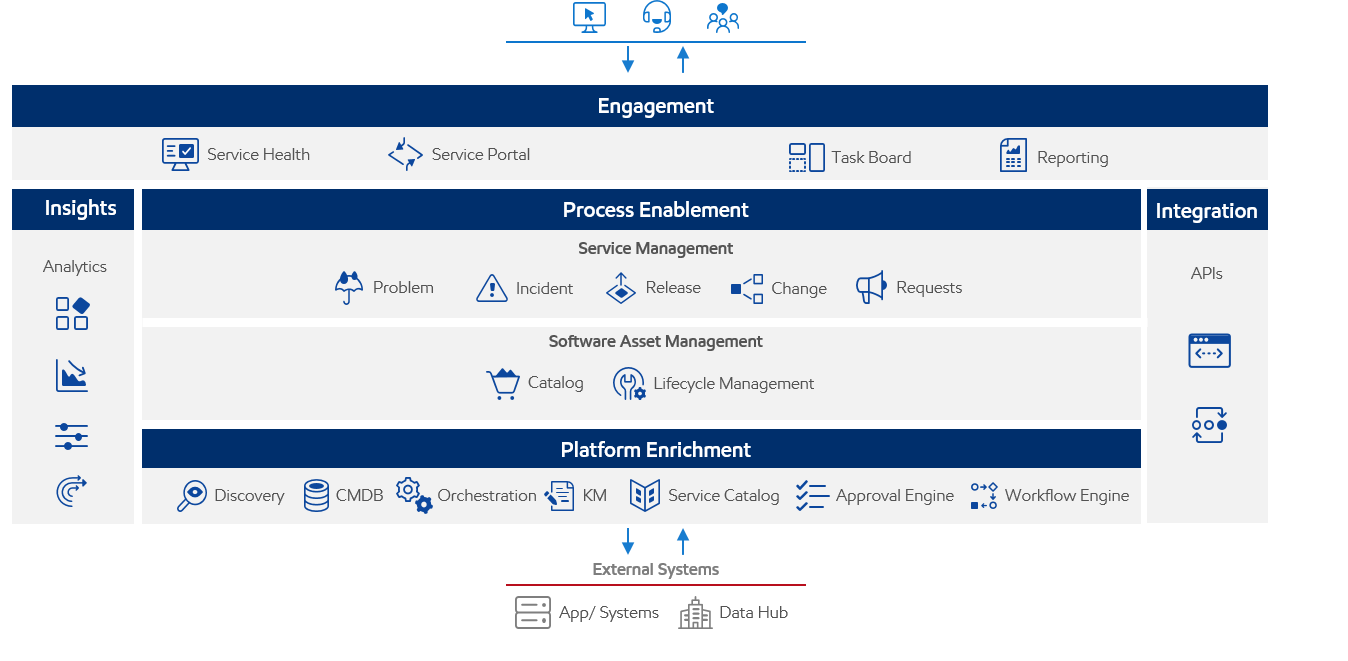 Engagement
Service Health
Service Portal
Task Board
Reporting
Insights
Analytics
Process Enablement
Service Management
Problem
Incident
Release
Change
Requests
Software Asset Management
Catalog
Lifecycle Management
Platform Enrichment
Discovery
CMDB
Orchestration
KM
Service Catalog
Approval Engine
Workflow Engine
Integration
APIs
External Systems
App/ Systems
Data Hub